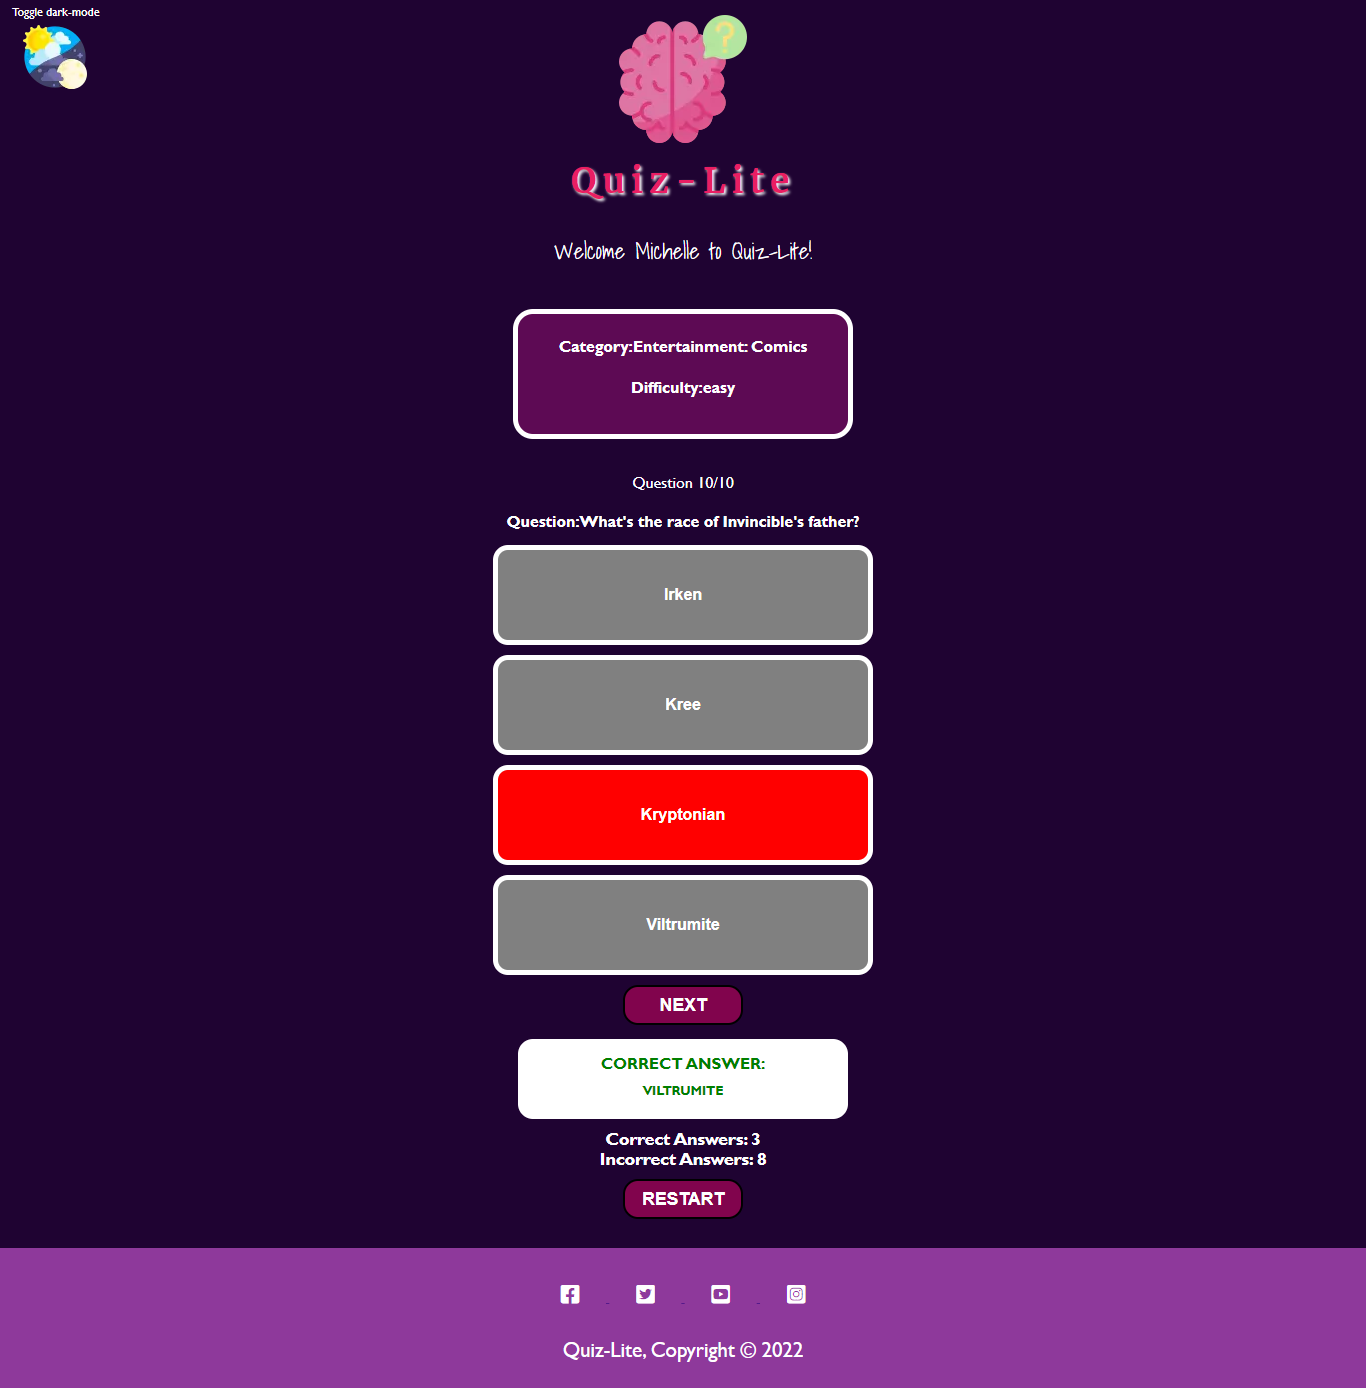 Toggle dark-mode
?
Quiz-Lite
Welcome Michelle to Quiz-Lite!
Category:Entertainment: Comics
Difficulty:easy
Question 10/10
Question:What's the race of Invincible's father?
Irken
Kree
Kryptonian
Viltrumite
NEXT
CORRECT ANSWER:
VILTRUMITE
Correct Answers: 3
Incorrect Answers: 8
RESTART
Quiz-Lite, Copyright © 2022